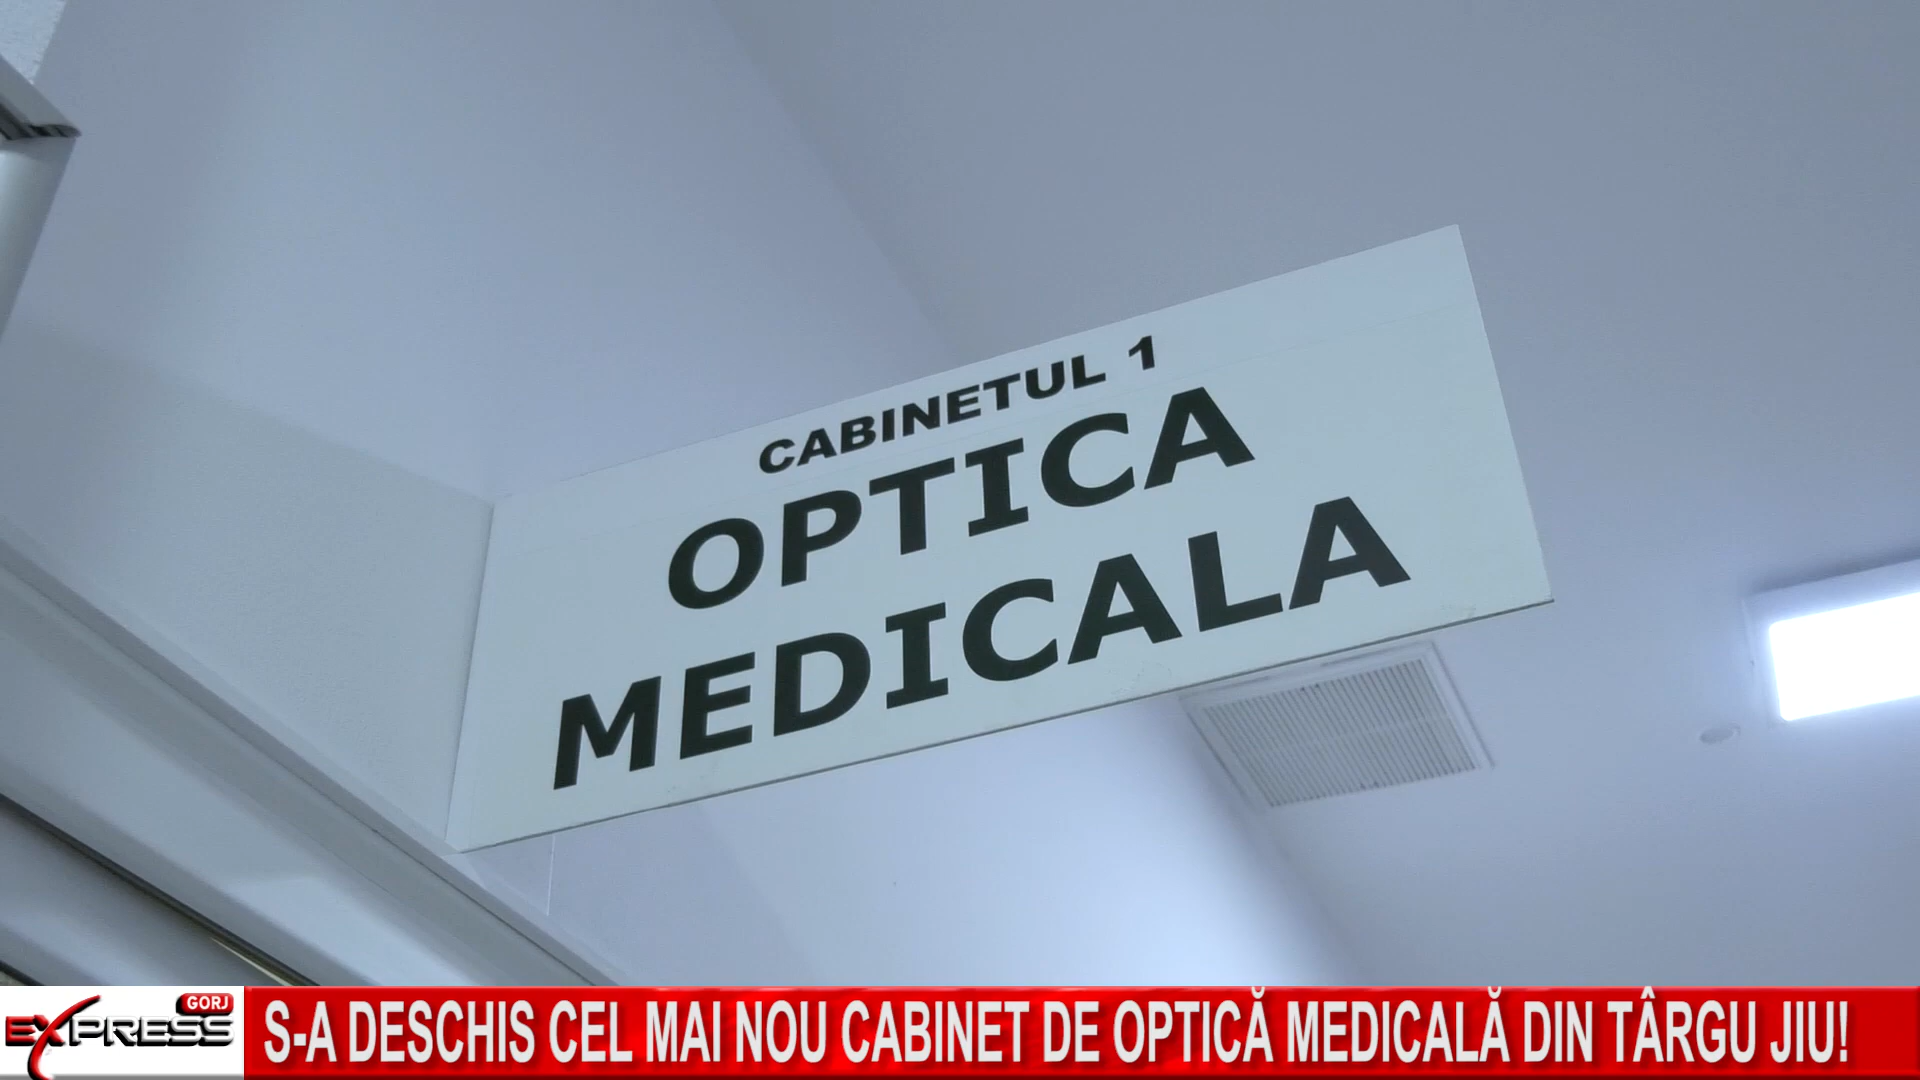 CABINETUL 1
OPTICA
MEDICALA
GORJ
EXPRESS
S-A DESCHIS CEL MAI NOU CABINET DE OPTICĂ MEDICALĂ DIN TÂRGU JIU!